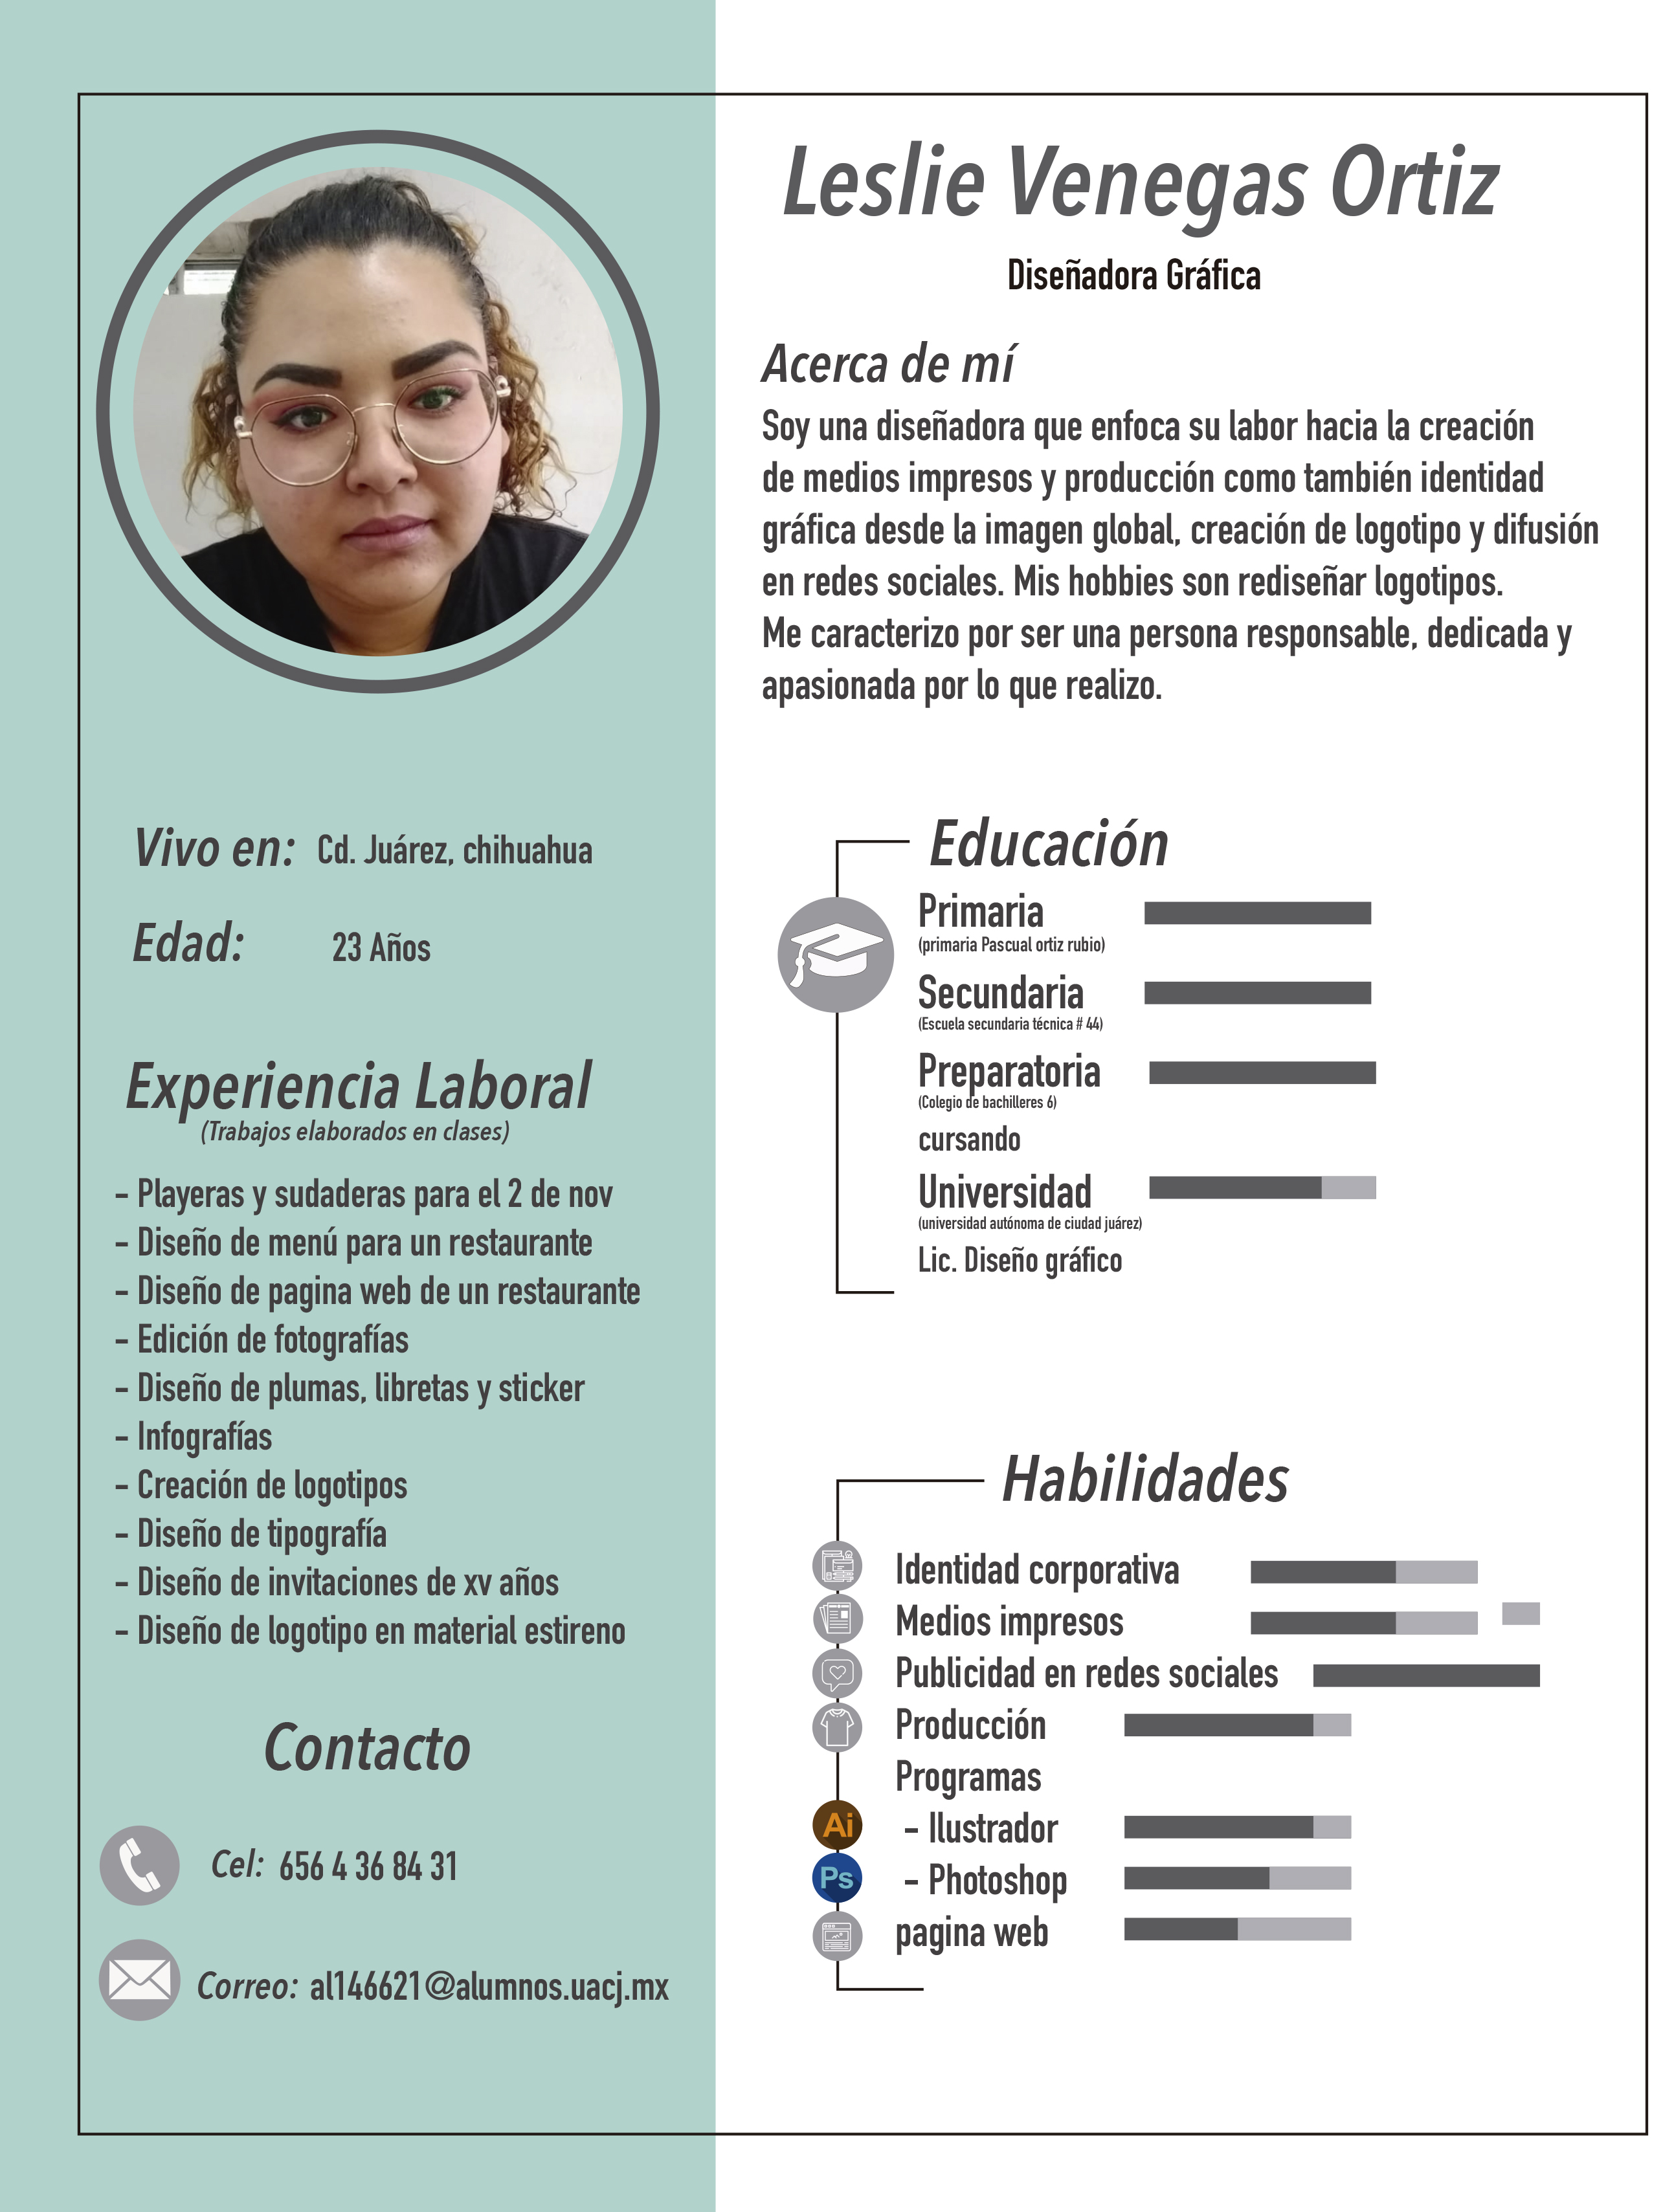 Leslie Venegas Ortiz
Diseñadora Gráfica
Acerca de mí
Soy una diseñadora que enfoca su labor hacia la creación
de medios impresos y producción como también identidad
gráfica desde la imagen global, creación de logotipo y difusión
en redes sociales. Mis hobbies son rediseñar logotipos.
Me caracterizo por ser una persona responsable, dedicada y
apasionada por lo que realizo.
Vivo en: Cd. Juárez, chihuahua
Edad: 23 Años
Experiencia Laboral
(Trabajos elaborados en clases)
- Playeras y sudaderas para el 2 de nov
- Diseño de menú para un restaurante
- Diseño de pagina web de un restaurante
- Edición de fotografías
- Diseño de plumas, libretas y sticker
- Infografías
- Creación de logotipos
- Diseño de tipografía
- Diseño de invitaciones de xv años
- Diseño de logotipo en material estireno
Contacto
Cel: 656 4 36 84 31
Correo: al146621@alumnos.uacj.mx
Educación
Primaria
(primaria Pascual ortiz rubio)
Secundaria
(Escuela secundaria técnica # 44)
Preparatoria
(Colegio de bachilleres 6)
cursando
Universidad
(universidad autónoma de ciudad juárez)
Lic. Diseño gráfico
Habilidades
Identidad corporativa
Medios impresos
Publicidad en redes sociales
Producción
Programas
Ai - Ilustrador
Ps - Photoshop
pagina web